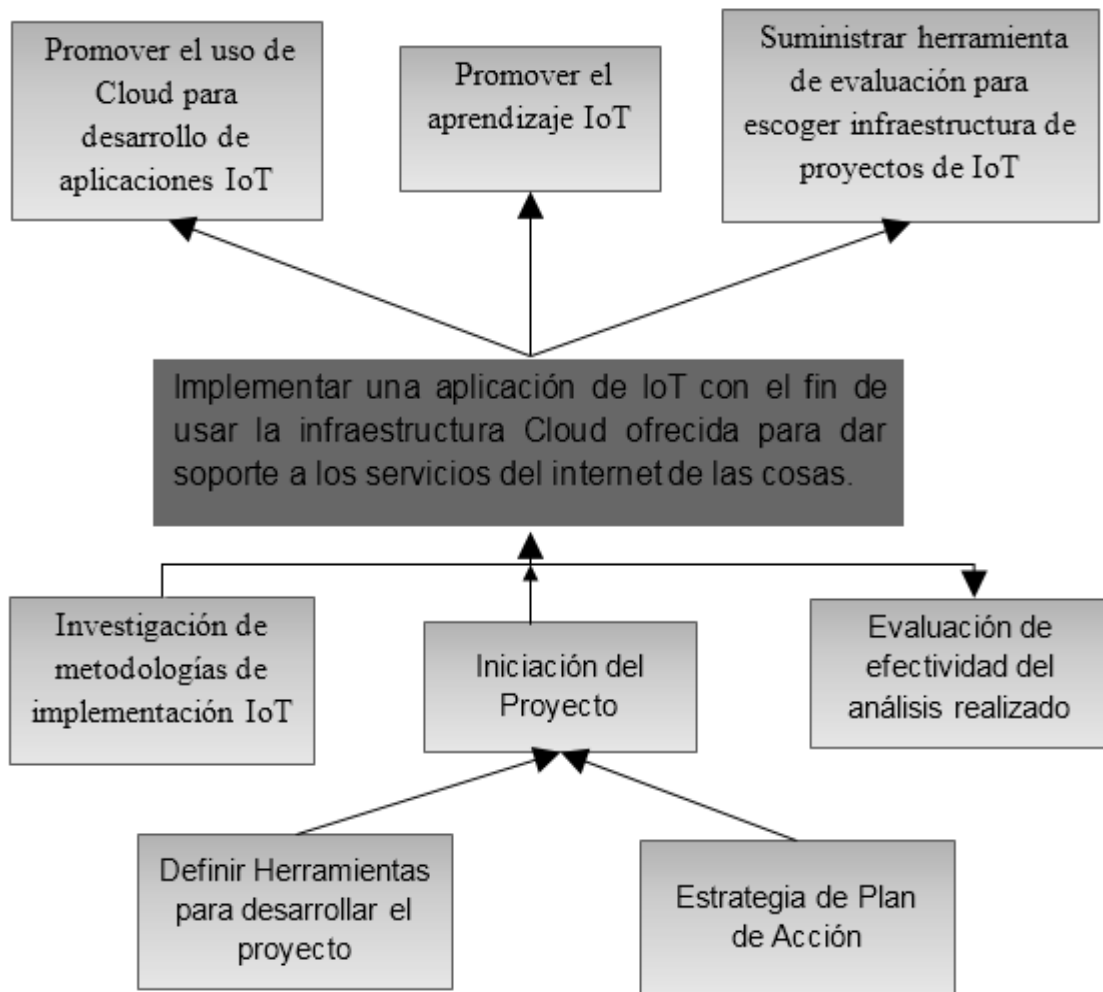 Promover el uso de
Cloud para
desarrollo de
aplicaciones IoT
Promover el
aprendizaje IoT
Suministrar herramienta
de evaluación para
escoger infraestructura de
proyectos de IoT
Implementar una aplicación de IoT con el fin de
usar la infraestructura Cloud ofrecida para dar
soporte a los servicios del internet de las cosas.
Investigación de
metodologías de
implementación IoT
Iniciación del
Proyecto
Evaluación de
efectividad del
análisis realizado
Definir Herramientas
para desarrollar el
proyecto
Estrategia de Plan
de Acción